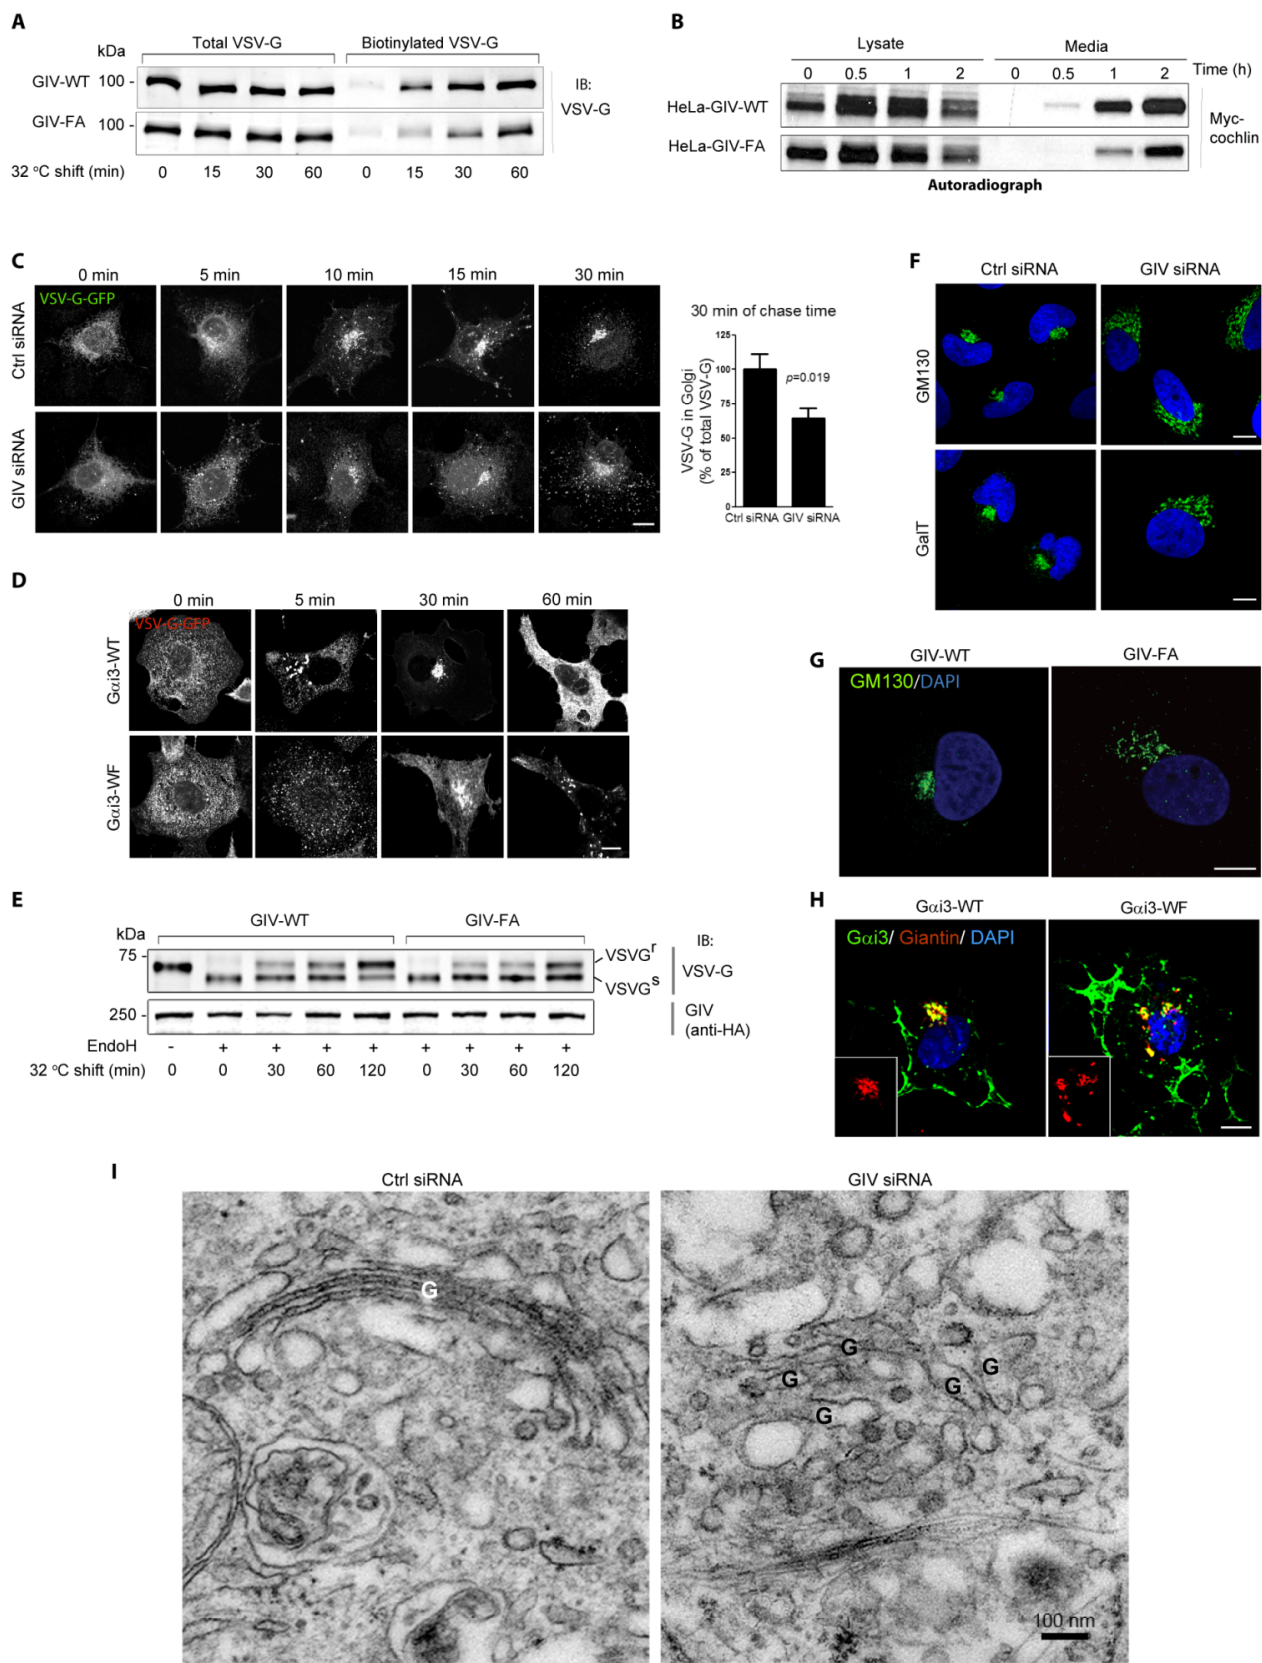 A
Total VSV-G Biotinylated VSV-G
kDa
GIV-WT 100 -
GIV-FA 100 -
IB:
VSV-G
32 °C shift (min) 0 15 30 60 0 15 30 60
B
Lysate Media
0 0.5 1 2 0 0.5 1 2 Time (h)
HeLa-GIV-WT
HeLa-GIV-FA
Myc-
cochlin
Autoradiograph
C
0 min 5 min 10 min 15 min 30 min
VSV-G-GFP
Ctrl siRNA
GIV siRNA
30 min of chase time
VSV-G in Golgi
(% of total VSV-G)
125
100
75
50
25
0
p=0.019
Ctrl siRNA GIV siRNA
D
0 min 5 min 30 min 60 min
VSV-G-GFP
Gαi3-WT
Gαi3-WF
E
GIV-WT GIV-FA
kDa
75 -
250 -
VSVGʳ
VSVGˢ
IB:
VSV-G
GIV
(anti-HA)
EndoH - + + + + + + + +
32 °C shift (min) 0 0 30 60 120 0 30 60 120
F
Ctrl siRNA GIV siRNA
GM130
GalT
G
GIV-WT GIV-FA
GM130/DAPI
H
Gαi3-WT Gαi3-WF
Gαi3/ Giantin/ DAPI
I
Ctrl siRNA GIV siRNA
G
G
G
G
G
G
100 nm